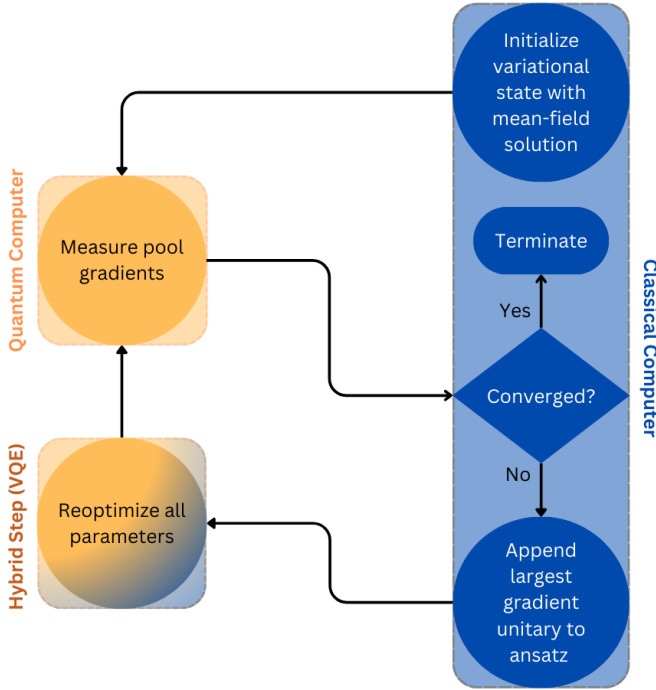 Initialize
variational
state with
mean-field
solution
Quantum Computer
Measure pool
gradients
Terminate
Yes
Classical Computer
Converged?
No
Hybrid Step (VQE)
Reoptimize all
parameters
Append
largest
gradient
unitary to
ansatz